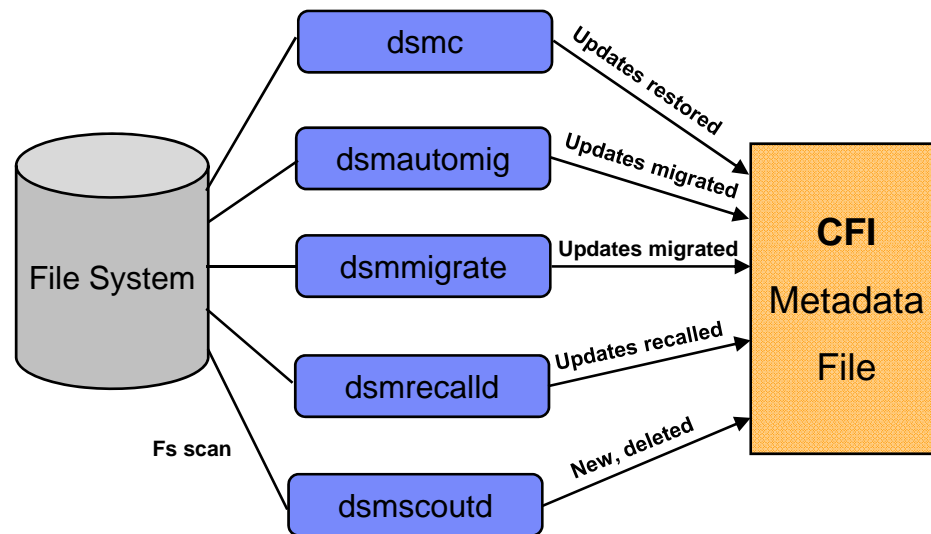 dsmc
Updates restored
dsmautomig
Updates migrated
File System
dsmmigrate
Updates migrated
CFI
Metadata
File
dsmrecalld
Updates recalled
Fs scan
dsmscoutd
New, deleted